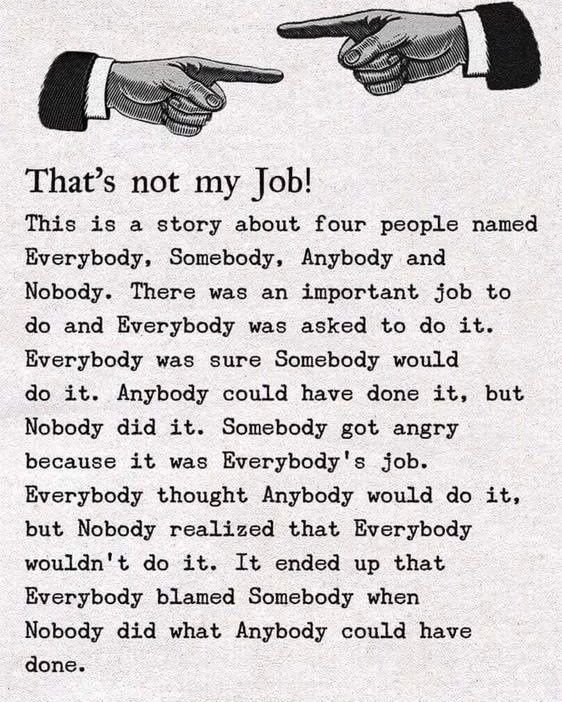 That's not my Job!
This is a story about four people named
Everybody, Somebody, Anybody and
Nobody. There was an important job to
do and Everybody was asked to do it.
Everybody was sure Somebody would
do it. Anybody could have done it, but
Nobody did it. Somebody got angry
because it was Everybody's job.
Everybody thought Anybody would do it,
but Nobody realized that Everybody
wouldn't do it. It ended up that
Everybody blamed Somebody when
Nobody did what Anybody could have
done.